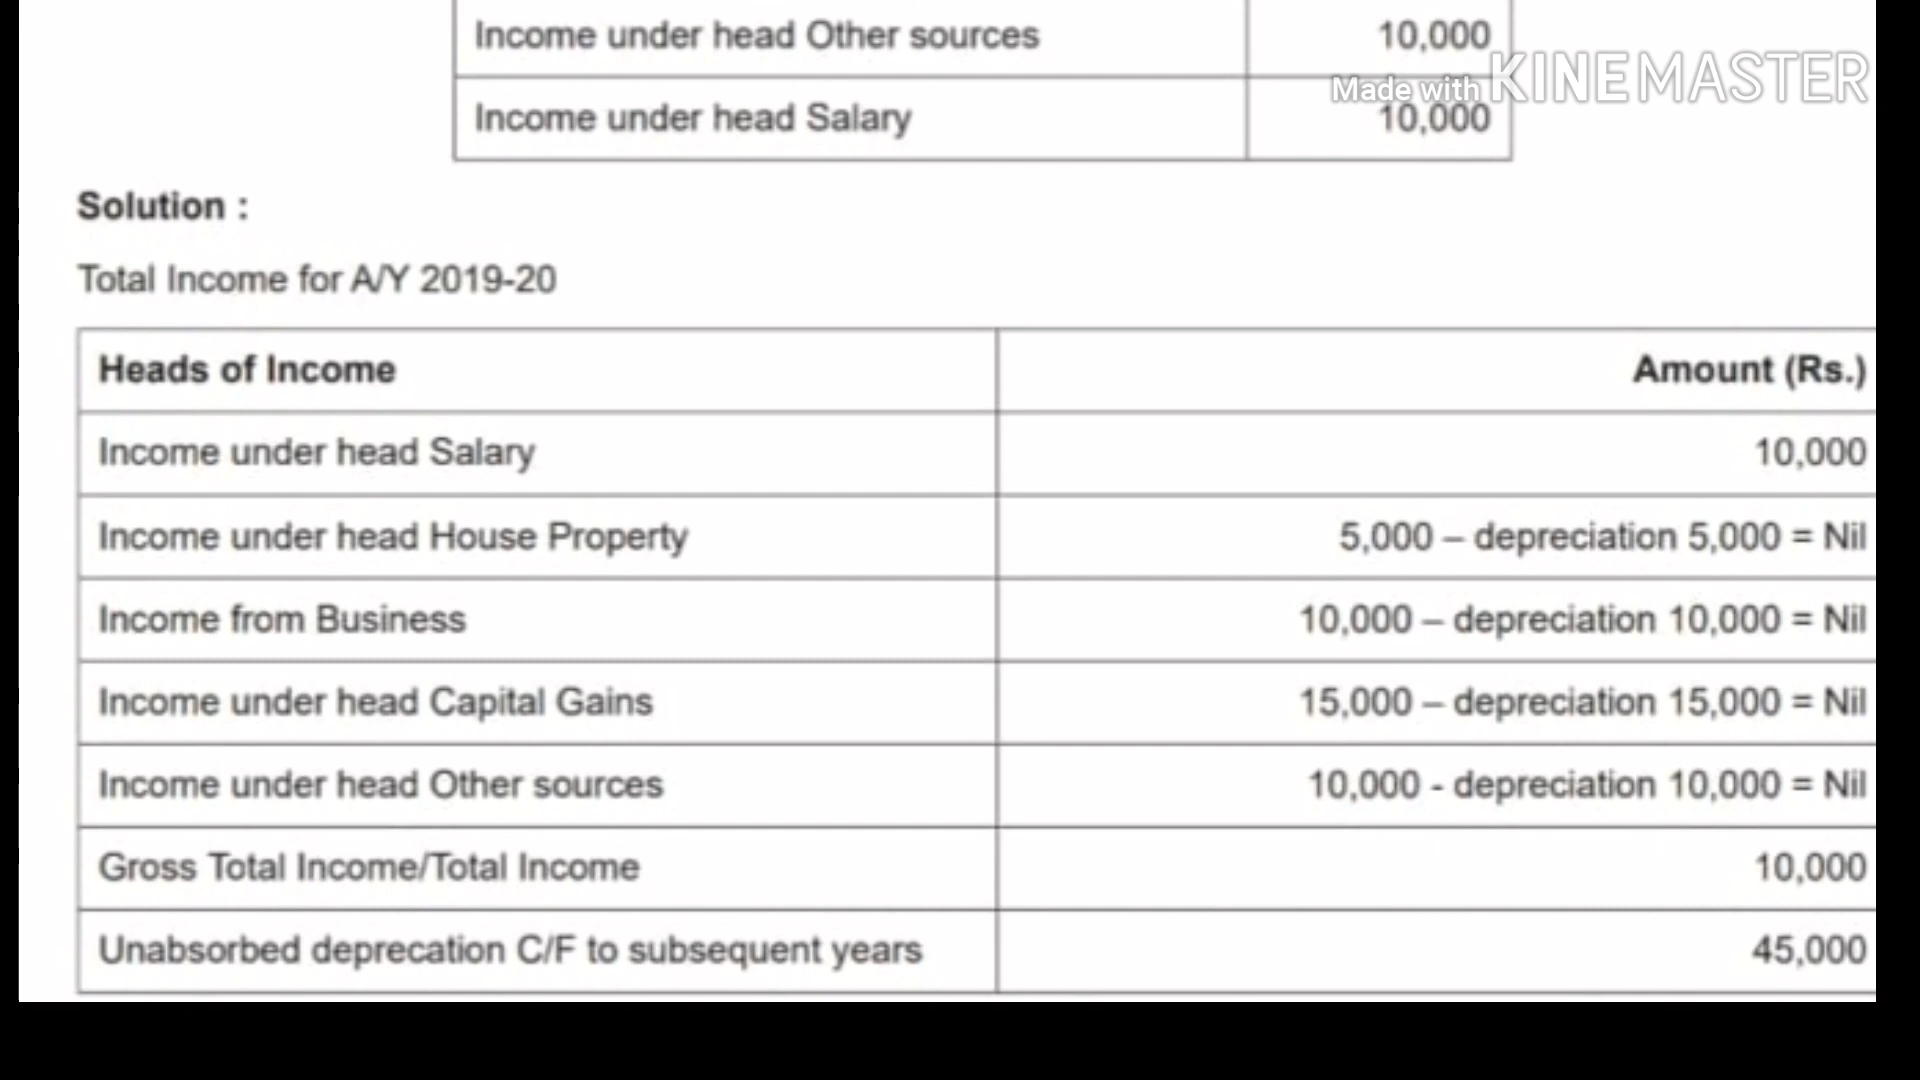 Income under head Other sources 10,000
Made with KINEMASTER
Income under head Salary 10,000
Solution :
Total Income for A/Y 2019-20
Heads of Income Amount (Rs.)
Income under head Salary 10,000
Income under head House Property 5,000 – depreciation 5,000 = Nil
Income from Business 10,000 – depreciation 10,000 = Nil
Income under head Capital Gains 15,000 – depreciation 15,000 = Nil
Income under head Other sources 10,000 - depreciation 10,000 = Nil
Gross Total Income/Total Income 10,000
Unabsorbed deprecation C/F to subsequent years 45,000